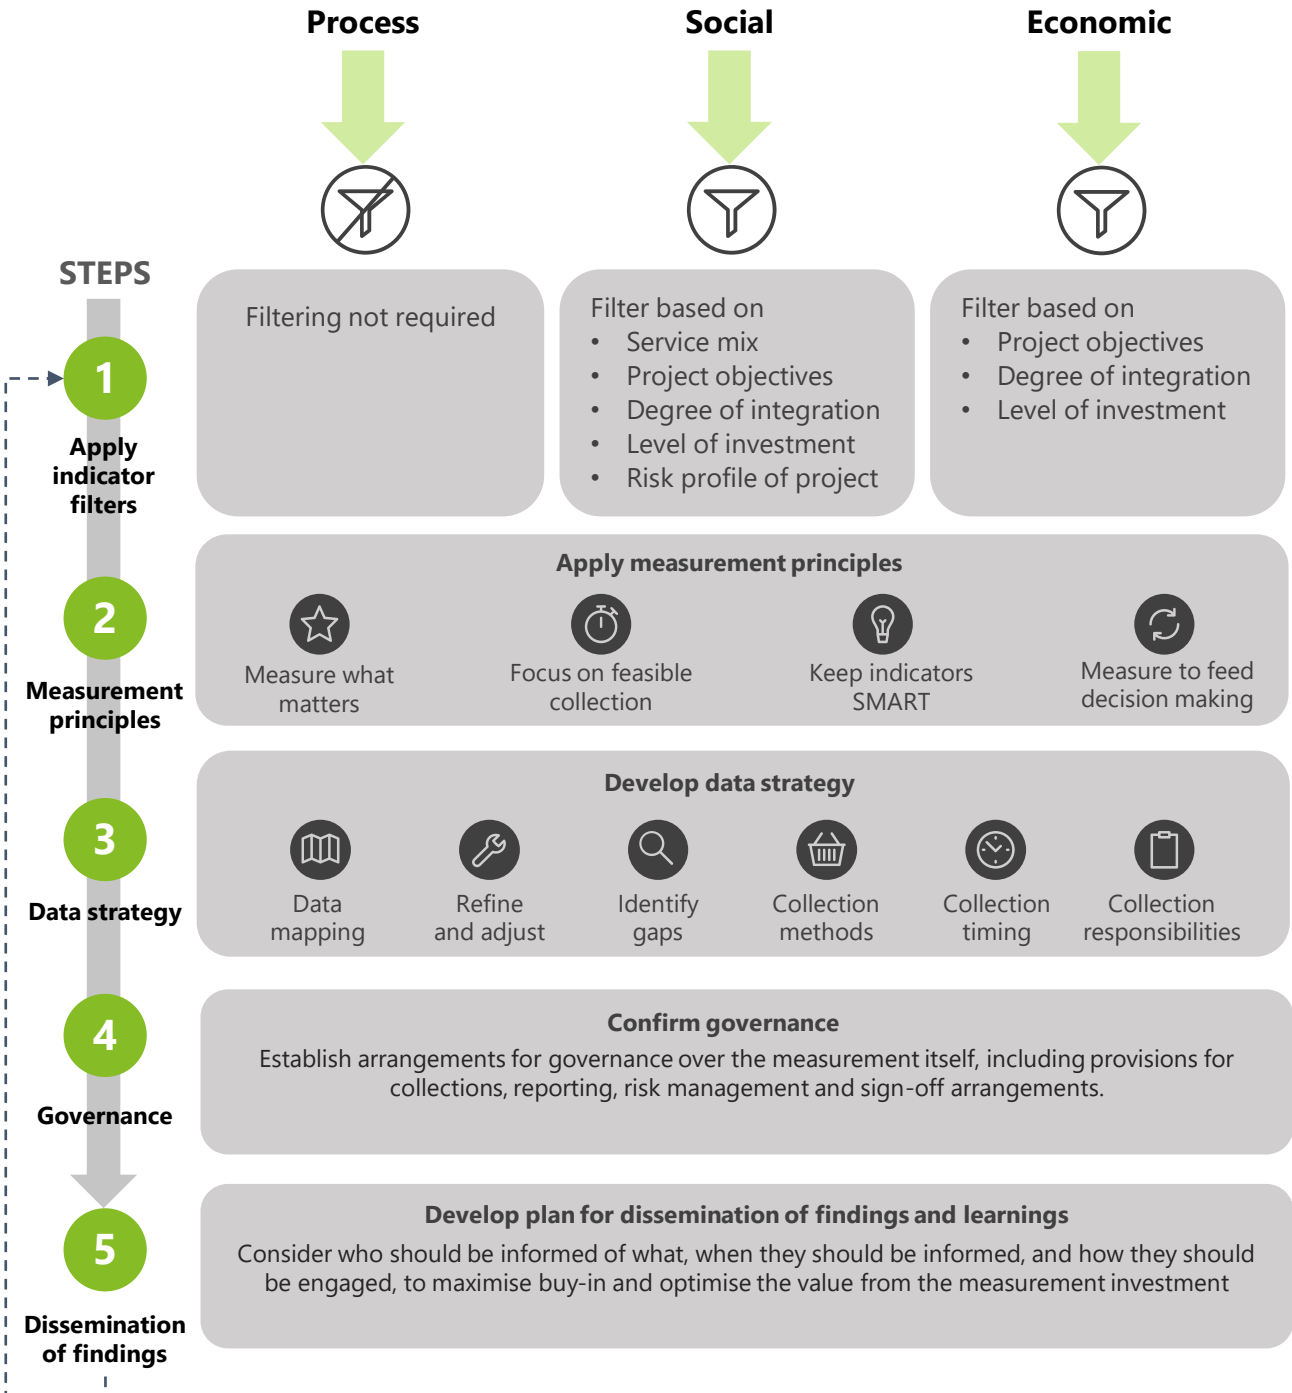 Process
Social
Economic
STEPS
1
Apply
indicator
filters
Filtering not required
Filter based on
• Service mix
• Project objectives
• Degree of integration
• Level of investment
• Risk profile of project
Filter based on
• Project objectives
• Degree of integration
• Level of investment
2
Measurement
principles
Apply measurement principles
Measure what
matters
Focus on feasible
collection
Keep indicators
SMART
Measure to feed
decision making
3
Data strategy
Develop data strategy
Data
mapping
Refine
and adjust
Identify
gaps
Collection
methods
Collection
timing
Collection
responsibilities
4
Governance
Confirm governance
Establish arrangements for governance over the measurement itself, including provisions for
collections, reporting, risk management and sign-off arrangements.
5
Dissemination
of findings
Develop plan for dissemination of findings and learnings
Consider who should be informed of what, when they should be informed, and how they should
be engaged, to maximise buy-in and optimise the value from the measurement investment